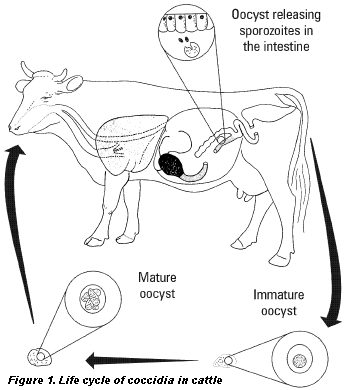 Oocyst releasing
sporozoites in
the intestine
Mature
oocyst
Immature
oocyst
Figure 1. Life cycle of coccidia in cattle